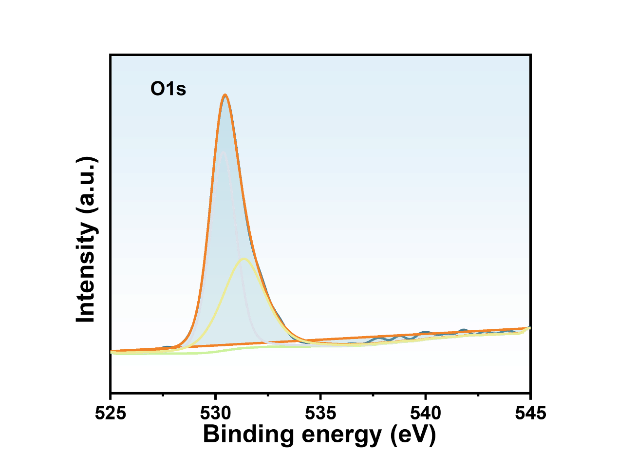 O1s
Intensity (a.u.)
525 530 535 540 545
Binding energy (eV)